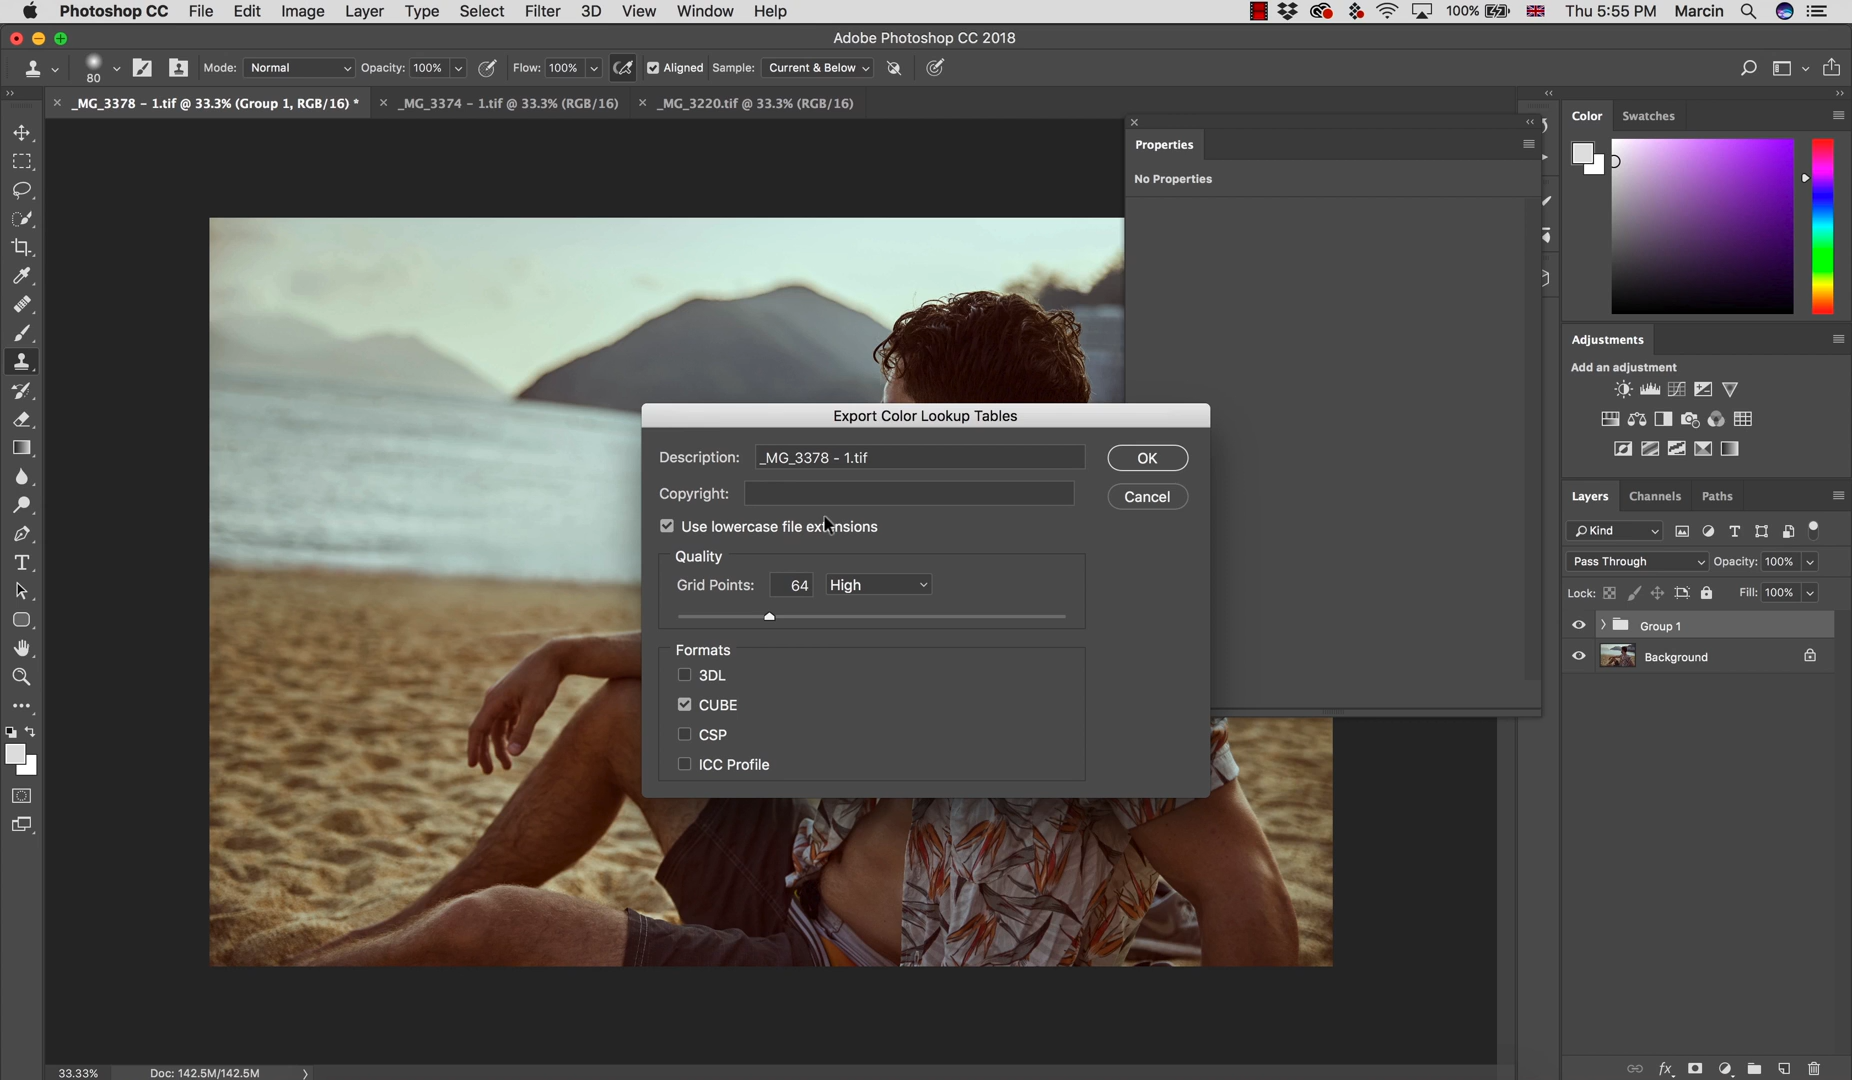 Photoshop CC File Edit Image Layer Type Select Filter 3D View Window Help 100% Thu 5:55 PM Marcin
Adobe Photoshop CC 2018
80 Mode: Normal Opacity: 100% Flow: 100% Aligned Sample: Current & Below
_MG_3378 - 1.tif @ 33.3% (Group 1, RGB/16) * _MG_3374 - 1.tif @ 33.3% (RGB/16) _MG_3220.tif @ 33.3% (RGB/16)
Properties
No Properties
Color Swatches
Adjustments
Add an adjustment
Export Color Lookup Tables
Description: _MG_3378 - 1.tif OK
Copyright: Cancel
Use lowercase file extensions
Quality
Grid Points: 64 High
Formats
3DL
CUBE
CSP
ICC Profile
Layers Channels Paths
Kind
Pass Through Opacity: 100%
Lock: Fill: 100%
Group 1
Background
fx
33.33% Doc: 142.5M/142.5M